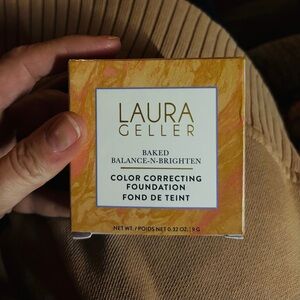 LAURA
GELLER
BAKED
BALANCE-N-BRIGHTEN
COLOR CORRECTING
FOUNDATION
FOND DE TEINT
NET WT. / POIDS NET 0.32 OZ. | 9 G